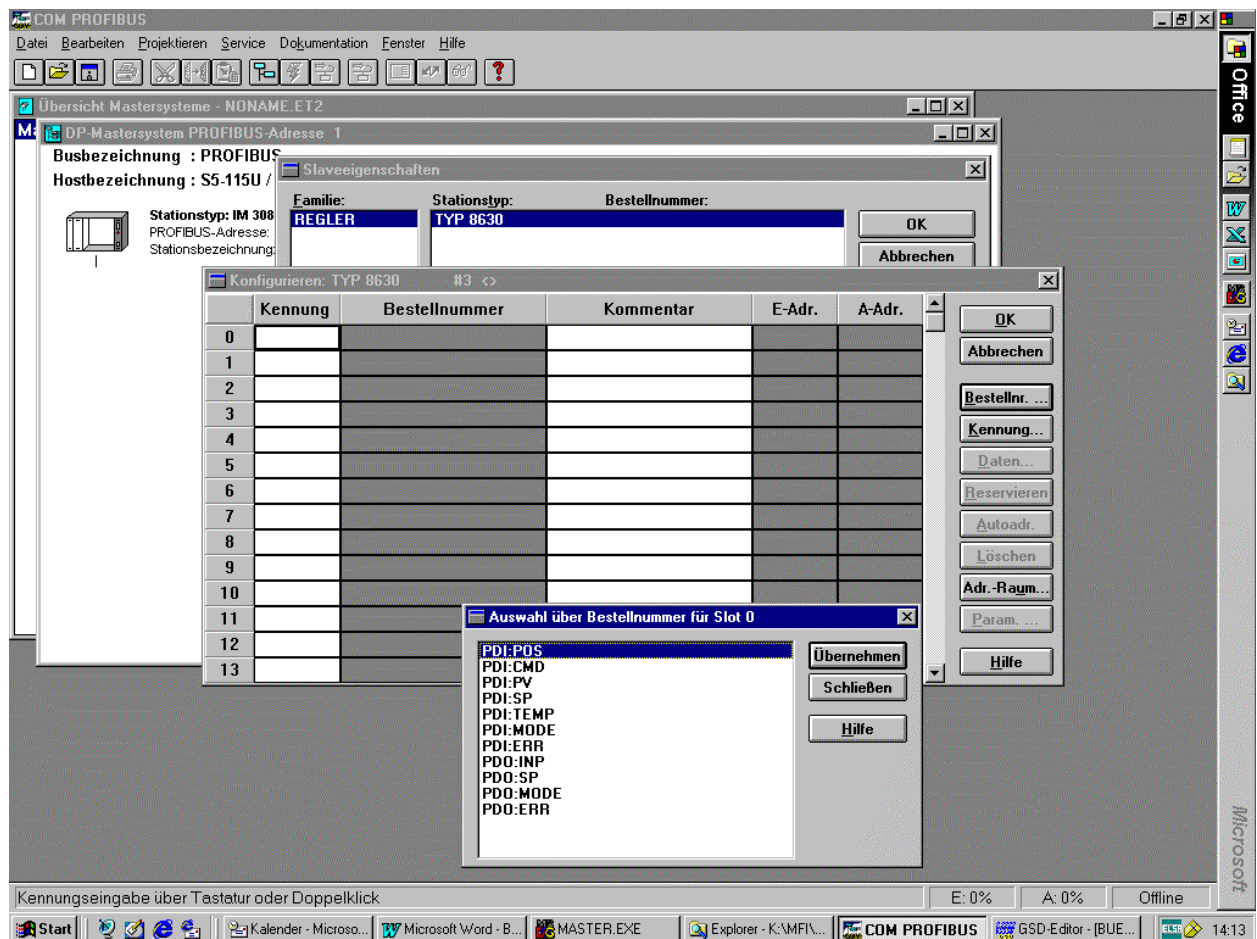 COM PROFIBUS
Datei Bearbeiten Projektieren Service Dokumentation Fenster Hilfe
Übersicht Mastersysteme - NONAME.ET2
Ma
DP-Mastersystem PROFIBUS-Adresse 1
Busbezeichnung : PROFIBUS
Hostbezeichnung : S5-115U /
Stationstyp: IM 308
PROFIBUS-Adresse:
Stationsbezeichnung:
Slaveeigenschaften
Familie: Stationstyp: Bestellnummer:
REGLER TYP 8630
OK
Abbrechen
Konfigurieren: TYP 8630 #3 <>
Kennung Bestellnummer Kommentar E-Adr. A-Adr.
0
1
2
3
4
5
6
7
8
9
10
11
12
13
OK
Abbrechen
Bestellnr. ...
Kennung...
Daten...
Reservieren
Autoadr.
Löschen
Adr.-Raum...
Param. ...
Hilfe
Auswahl über Bestellnummer für Slot 0
PDI:POS
PDI:CMD
PDI:PV
PDI:SP
PDI:TEMP
PDI:MODE
PDI:ERR
PDO:INP
PDO:SP
PDO:MODE
PDO:ERR
Übernehmen
Schließen
Hilfe
Office
Microsoft
Kennungseingabe über Tastatur oder Doppelklick E: 0% A: 0% Offline
Start Kalender - Microso... Microsoft Word - B... MASTER.EXE Explorer - K:\MFI\... COM PROFIBUS GSD-Editor - [BUE... 14:13